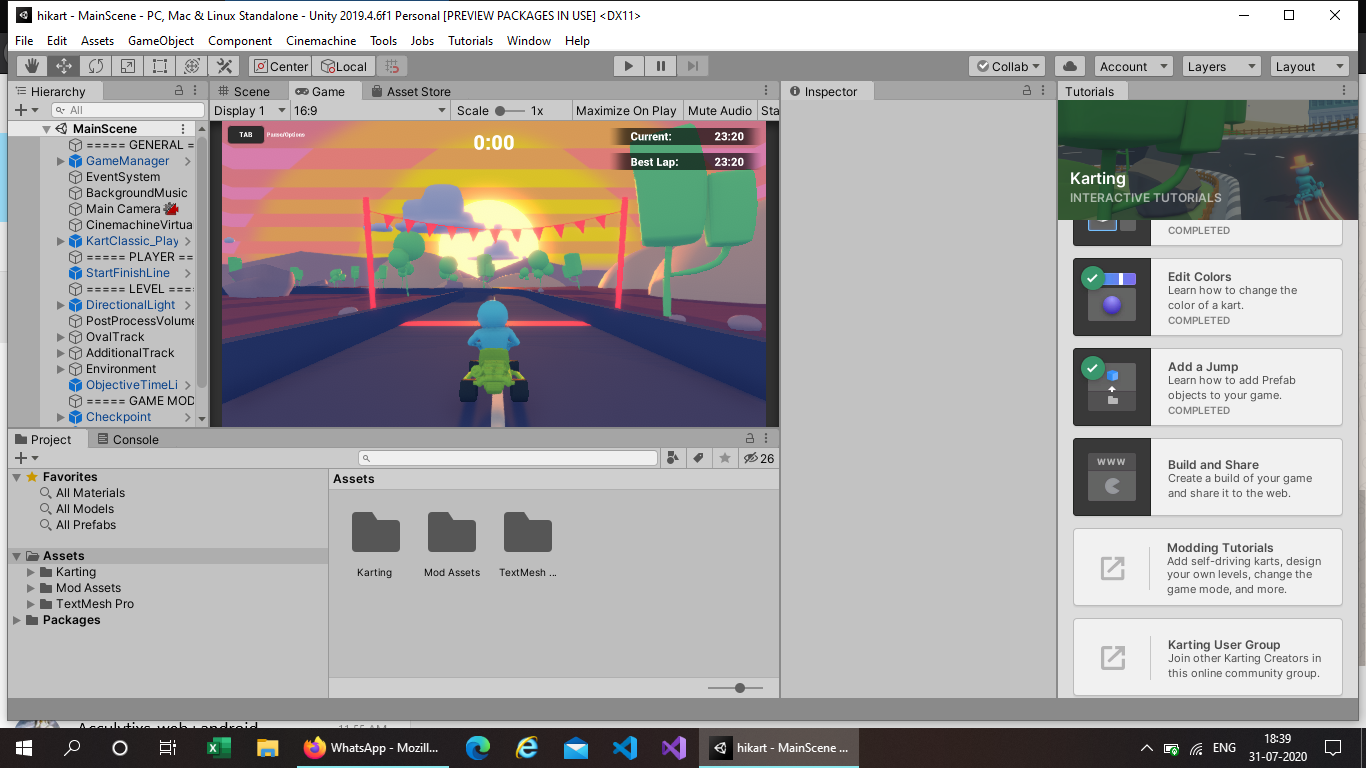 hikart - MainScene - PC, Mac & Linux Standalone - Unity 2019.4.6f1 Personal [PREVIEW PACKAGES IN USE] <DX11>
File Edit Assets GameObject Component Cinemachine Tools Jobs Tutorials Window Help
Center Local Collab Account Layers Layout
Hierarchy
All
MainScene
===== GENERAL =
GameManager
EventSystem
BackgroundMusic
Main Camera
CinemachineVirtua
KartClassic_Play
===== PLAYER ==
StartFinishLine
===== LEVEL ====
DirectionalLight
PostProcessVolume
OvalTrack
AdditionalTrack
Environment
ObjectiveTimeLi
===== GAME MOD
Checkpoint
Scene Game Asset Store
Display 1 16:9 Scale 1x Maximize On Play Mute Audio Sta
TAB Pause/Options
0:00
Current: 23:20
Best Lap: 23:20
Inspector
Tutorials
Karting
INTERACTIVE TUTORIALS
COMPLETED
Edit Colors
Learn how to change the
color of a kart.
COMPLETED
Add a Jump
Learn how to add Prefab
objects to your game.
COMPLETED
WWW
Build and Share
Create a build of your game
and share it to the web.
Modding Tutorials
Add self-driving karts, design
your own levels, change the
game mode, and more.
Karting User Group
Join other Karting Creators in
this online community group.
Project Console
26
Favorites
All Materials
All Models
All Prefabs
Assets
Karting
Mod Assets
TextMesh Pro
Packages
Assets
Karting Mod Assets TextMesh ...
WhatsApp - Mozill...
hikart - MainScene ...
ENG
18:39
31-07-2020